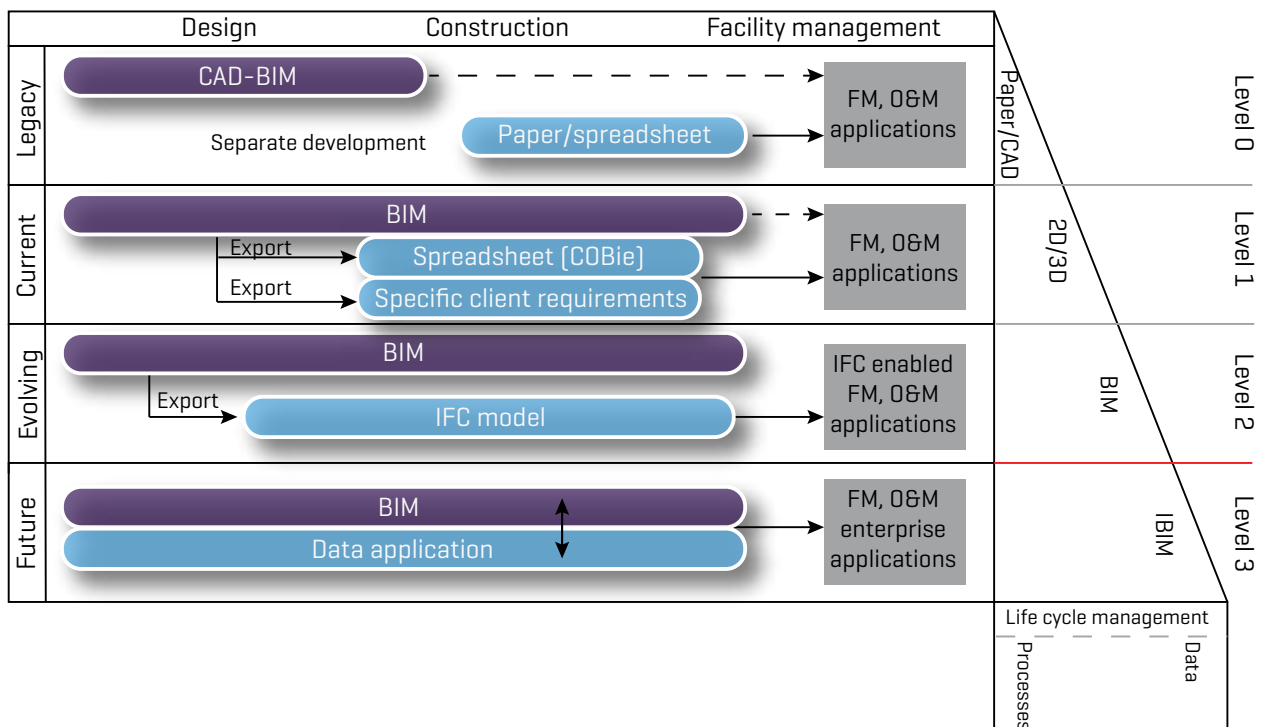 Design
Construction
Facility management
Legacy
CAD-BIM
Separate development
Paper/spreadsheet
FM, O&M
applications
Paper/CAD
Level 0
Current
BIM
Export
Spreadsheet (COBie)
Export
Specific client requirements
FM, O&M
applications
2D/3D
Level 1
Evolving
BIM
Export
IFC model
IFC enabled
FM, O&M
applications
BIM
Level 2
Future
BIM
Data application
FM, O&M
enterprise
applications
IBIM
Level 3
Life cycle management
Processes
Data